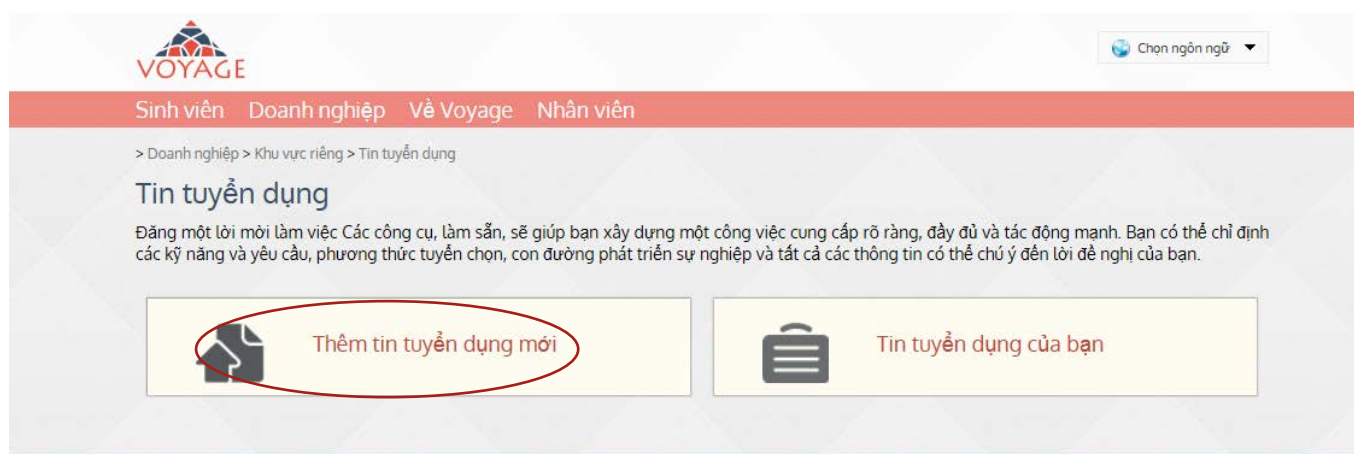 VOYAGE
Chọn ngôn ngữ
Sinh viên Doanh nghiệp Về Voyage Nhân viên
> Doanh nghiệp > Khu vực riêng > Tin tuyển dụng
Tin tuyển dụng
Đăng một lời mời làm việc Các công cụ, làm sẵn, sẽ giúp bạn xây dựng một công việc cung cấp rõ ràng, đầy đủ và tác động mạnh. Bạn có thể chỉ định
các kỹ năng và yêu cầu, phương thức tuyển chọn, con đường phát triển sự nghiệp và tất cả các thông tin có thể chú ý đến lời đề nghị của bạn.
Thêm tin tuyển dụng mới
Tin tuyển dụng của bạn